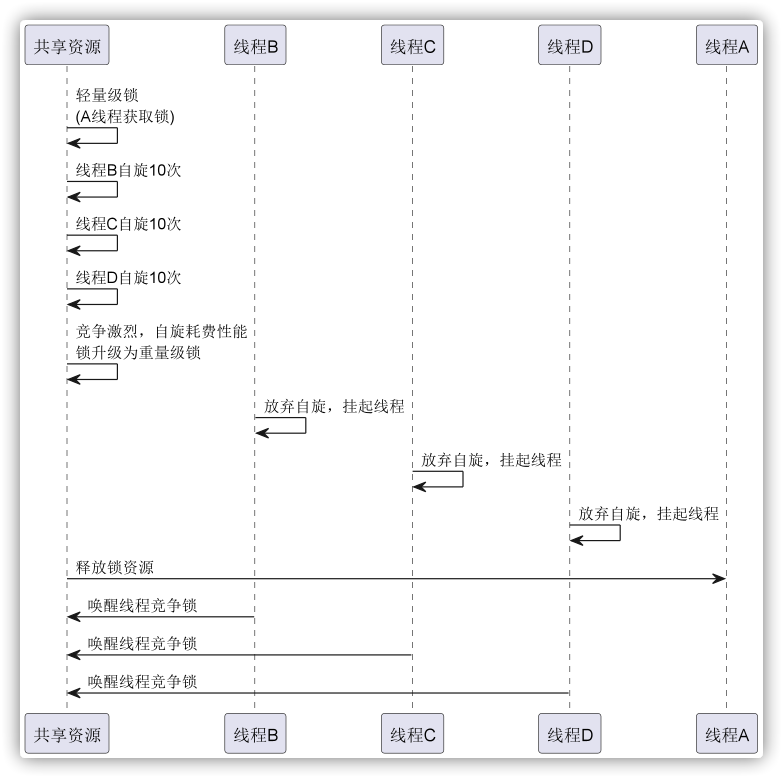 共享资源
线程B
线程C
线程D
线程A
轻量级锁
(A线程获取锁)
线程B自旋10次
线程C自旋10次
线程D自旋10次
竞争激烈，自旋耗费性能
锁升级为重量级锁
放弃自旋，挂起线程
放弃自旋，挂起线程
放弃自旋，挂起线程
释放锁资源
唤醒线程竞争锁
唤醒线程竞争锁
唤醒线程竞争锁
共享资源
线程B
线程C
线程D
线程A